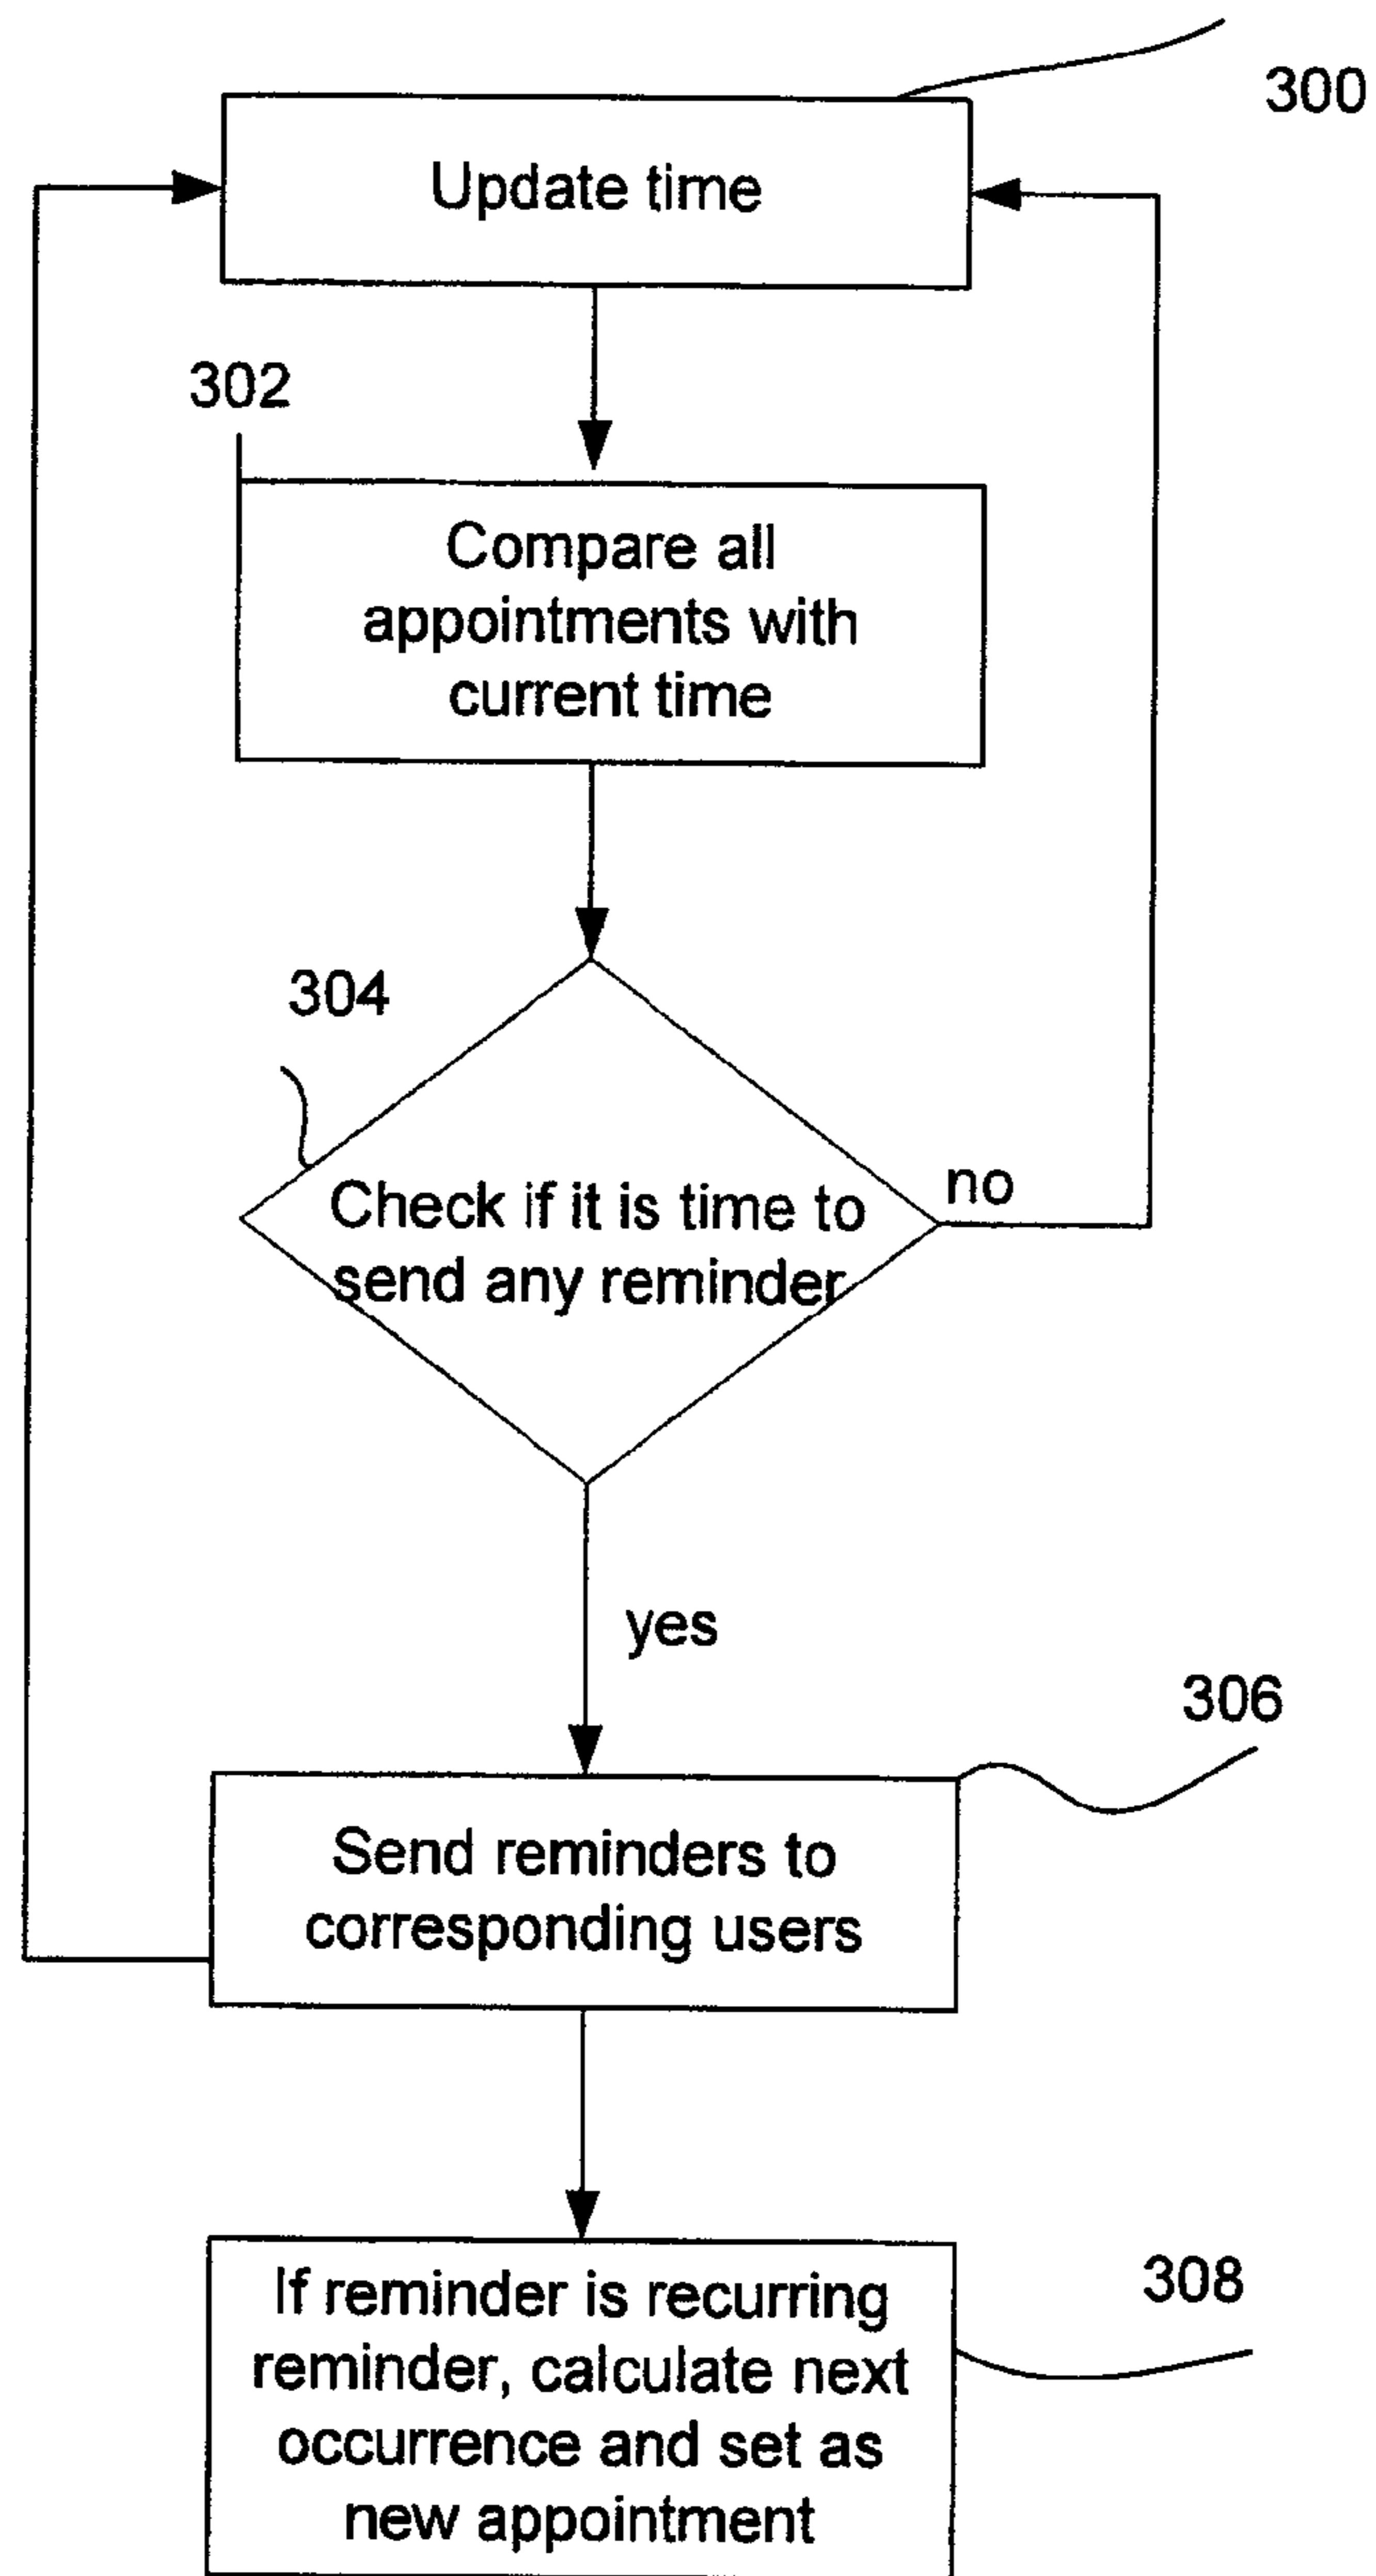 300
Update time
302
Compare all
appointments with
current time
304
no
Check if it is time to
send any reminder
yes
306
Send reminders to
corresponding users
308
If reminder is recurring
reminder, calculate next
occurrence and set as
new appointment